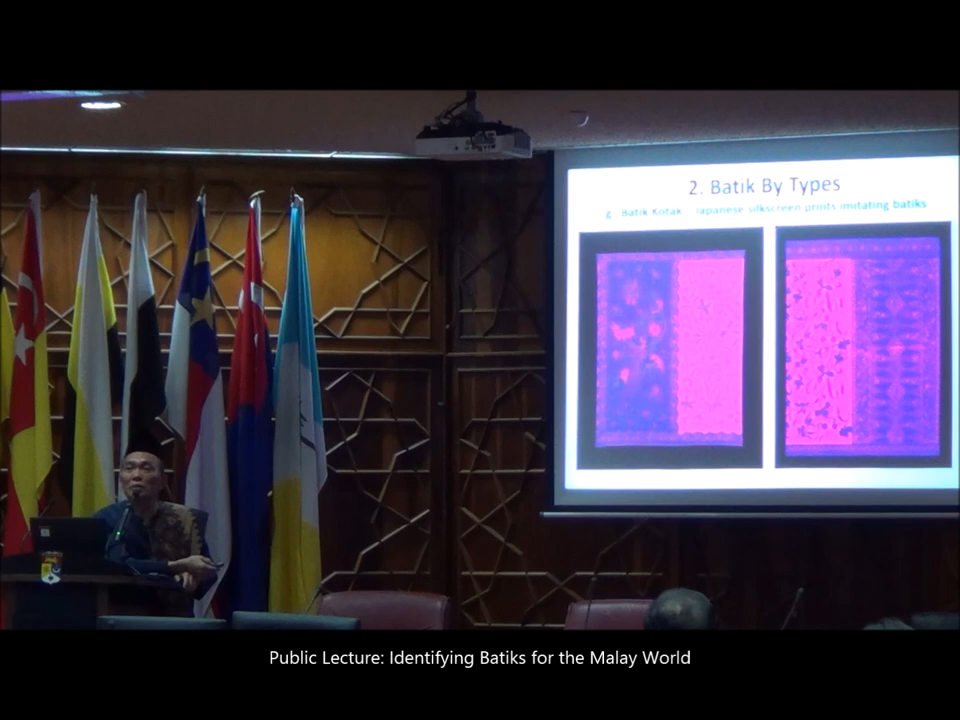 2. Batik By Types
g. Batik Kotak - Japanese silkscreen prints imitating batiks
Public Lecture: Identifying Batiks for the Malay World